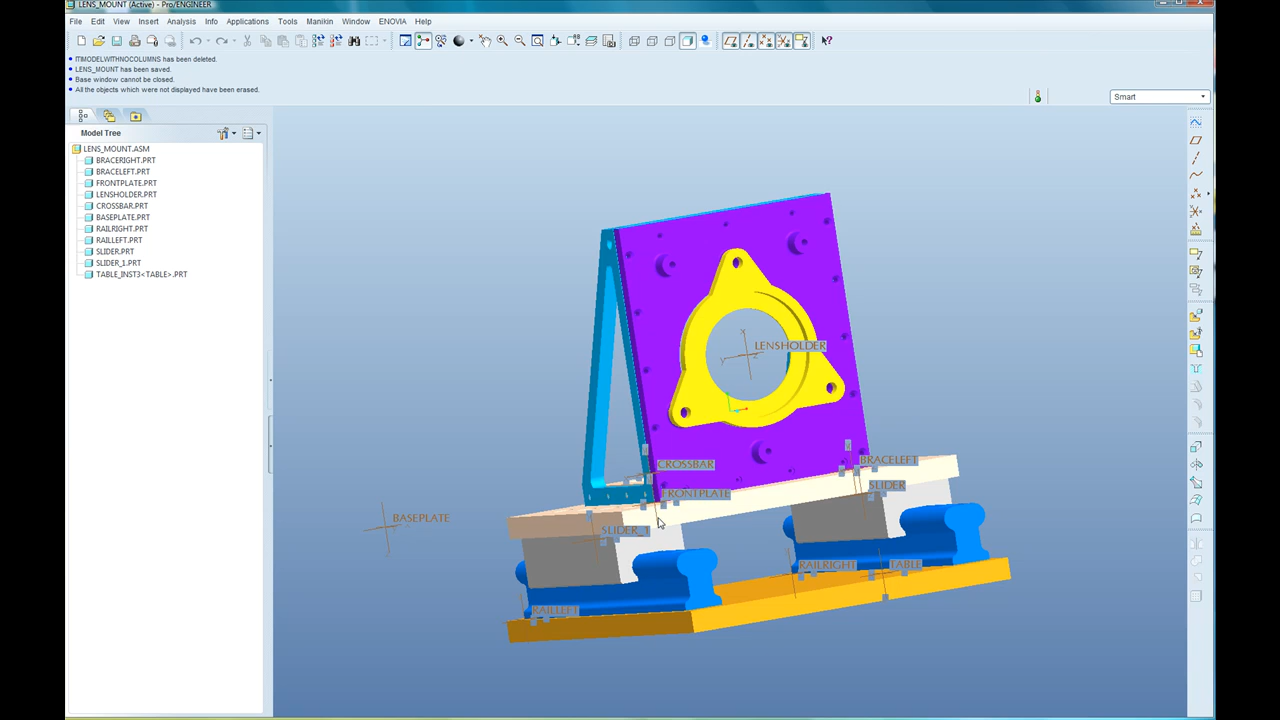 LENS_MOUNT (Active) - Pro/ENGINEER
File Edit View Insert Analysis Info Applications Tools Manikin Window ENOVIA Help
ITIMODELWITHNOCOLUMNS has been deleted.
LENS_MOUNT has been saved.
Base window cannot be closed.
All the objects which were not displayed have been erased.
Smart
Model Tree
LENS_MOUNT.ASM
BRACERIGHT.PRT
BRACELEFT.PRT
FRONTPLATE.PRT
LENSHOLDER.PRT
CROSSBAR.PRT
BASEPLATE.PRT
RAILRIGHT.PRT
RAILLEFT.PRT
SLIDER.PRT
SLIDER_1.PRT
TABLE_INST3<TABLE>.PRT
X
Y
Z
LENSHOLDER
BRACELEFT
CROSSBAR
SLIDER
FRONTPLATE
BASEPLATE
SLIDER_1
RAILRIGHT
TABLE
RAILLEFT